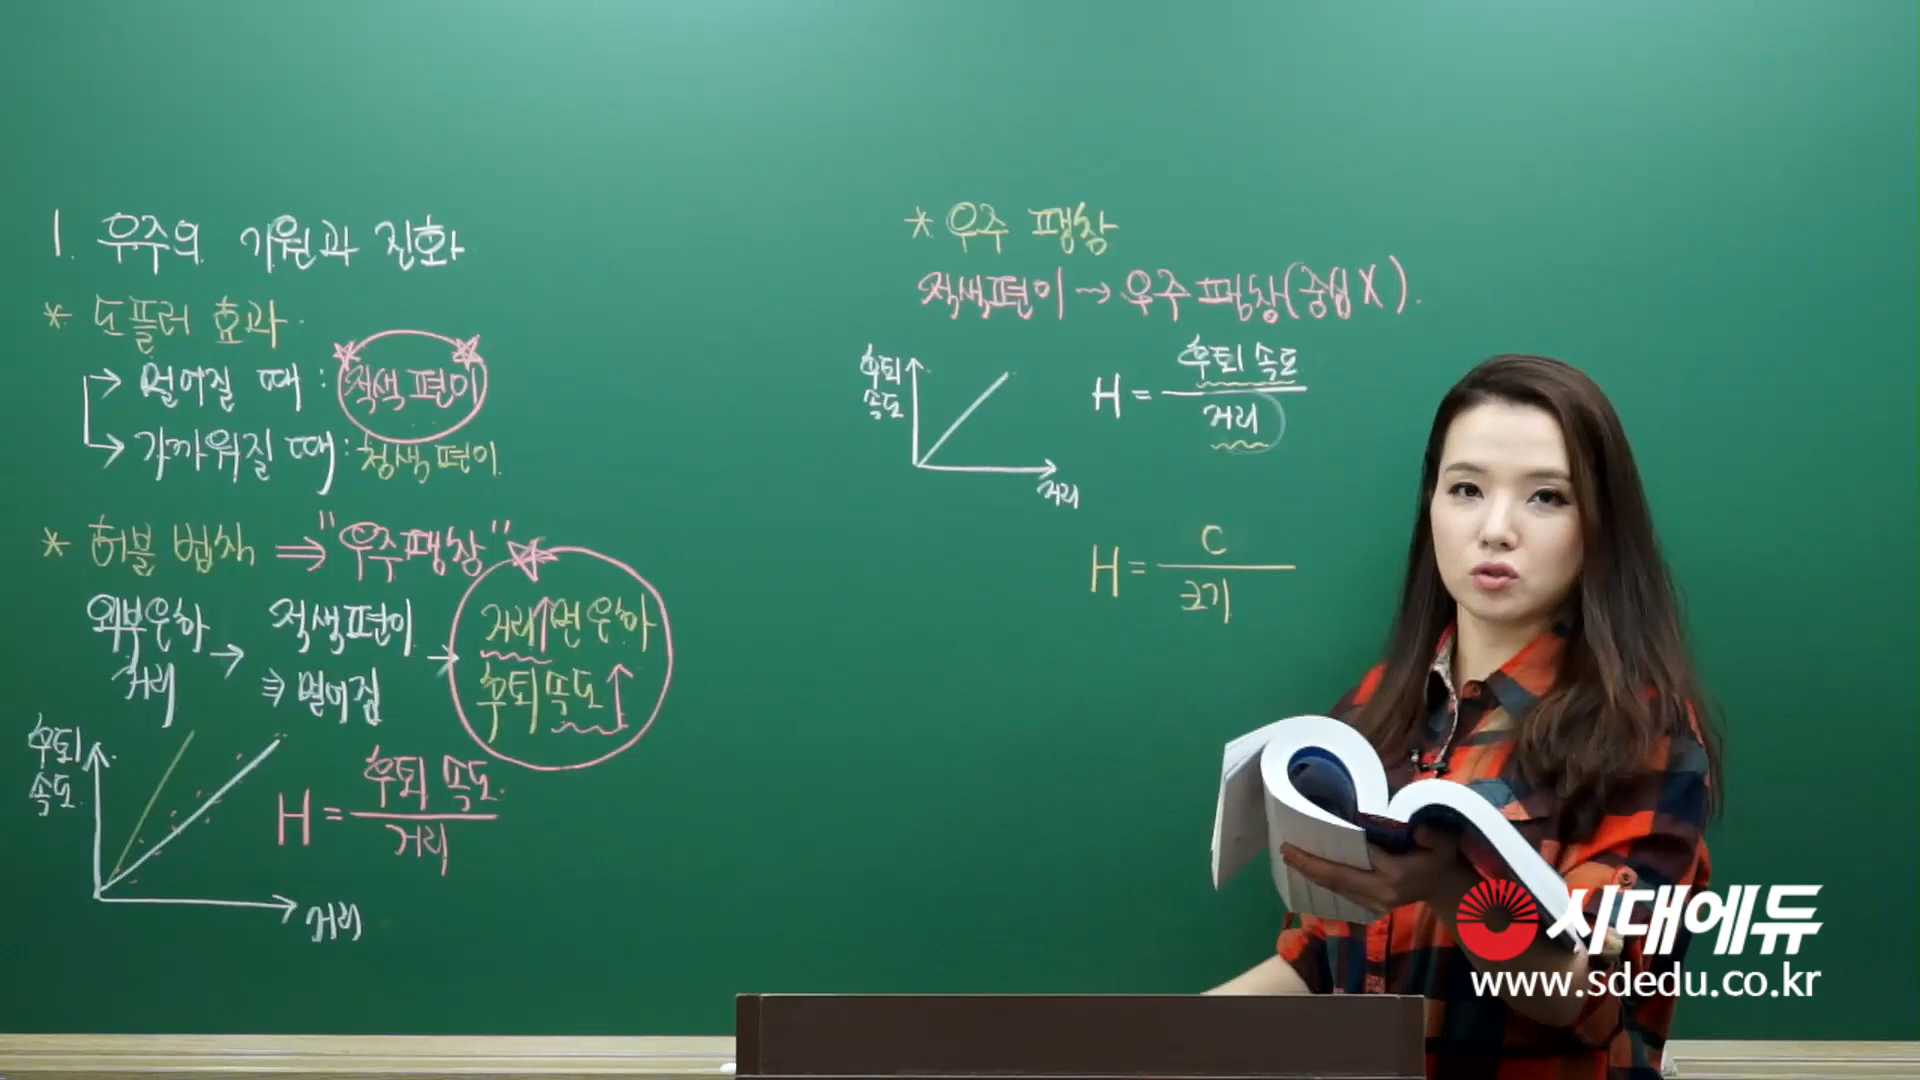 1. 우주의 기원과 진화
* 도플러 효과
→ 멀어질 때 : 적색편이
→ 가까워질 때 : 청색편이
* 허블 법칙 ⇒ "우주팽창"
외부은하 거리 → 적색편이 ⇒ 멀어짐 →
거리↑ 먼 은하
후퇴속도↑
후퇴 속도
거리
H = 후퇴 속도 / 거리
* 우주 팽창
적색편이 → 우주 팽창(중심X).
후퇴 속도
거리
H = 후퇴 속도 / 거리
H = C / 크기
시대에듀
www.sdedu.co.kr